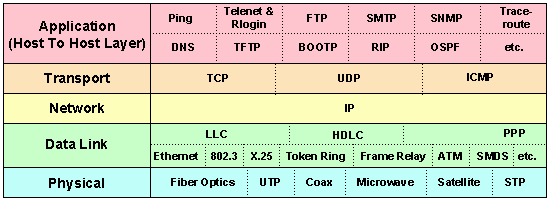 Application
(Host To Host Layer)
Ping
Telenet &
Rlogin
FTP
SMTP
SNMP
Trace-
route
DNS
TFTP
BOOTP
RIP
OSPF
etc.
Transport
TCP
UDP
ICMP
Network
IP
Data Link
LLC
HDLC
PPP
Ethernet
802.3
X.25
Token Ring
Frame Relay
ATM
SMDS
etc.
Physical
Fiber Optics
UTP
Coax
Microwave
Satellite
STP